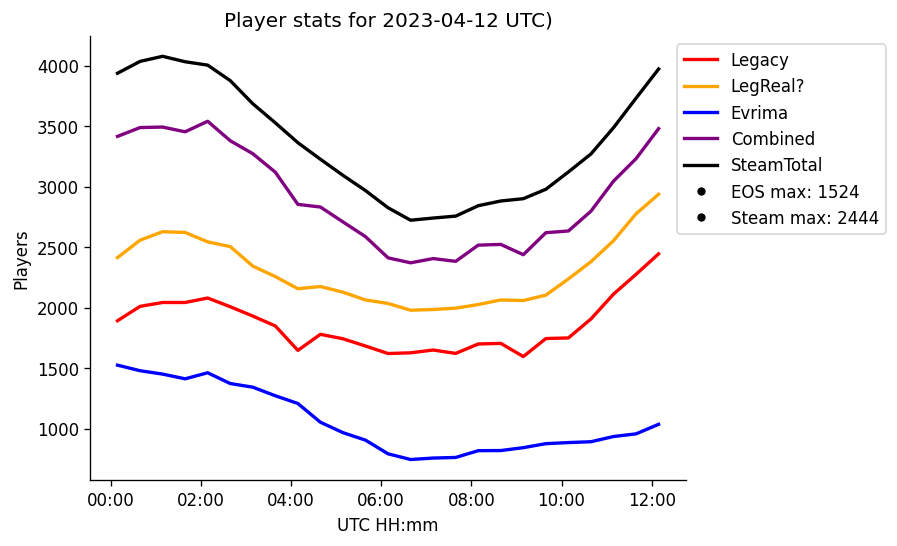 Player stats for 2023-04-12 UTC)
Legacy
LegReal?
Evrima
Combined
SteamTotal
EOS max: 1524
Steam max: 2444
Players
4000
3500
3000
2500
2000
1500
1000
00:00 02:00 04:00 06:00 08:00 10:00 12:00
UTC HH:mm